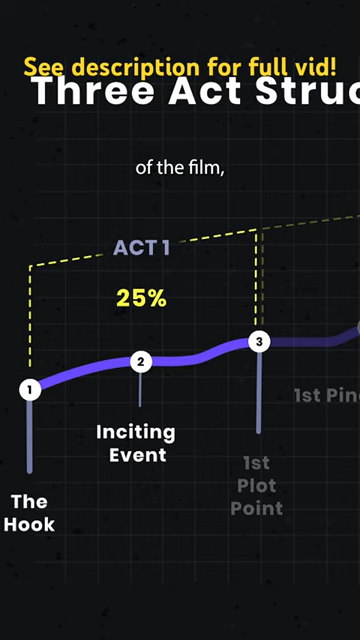 See description for full vid!
Three Act Struc
of the film,
ACT 1
25%
1
2
3
Inciting
Event
1st Pin
1st
Plot
Point
The
Hook